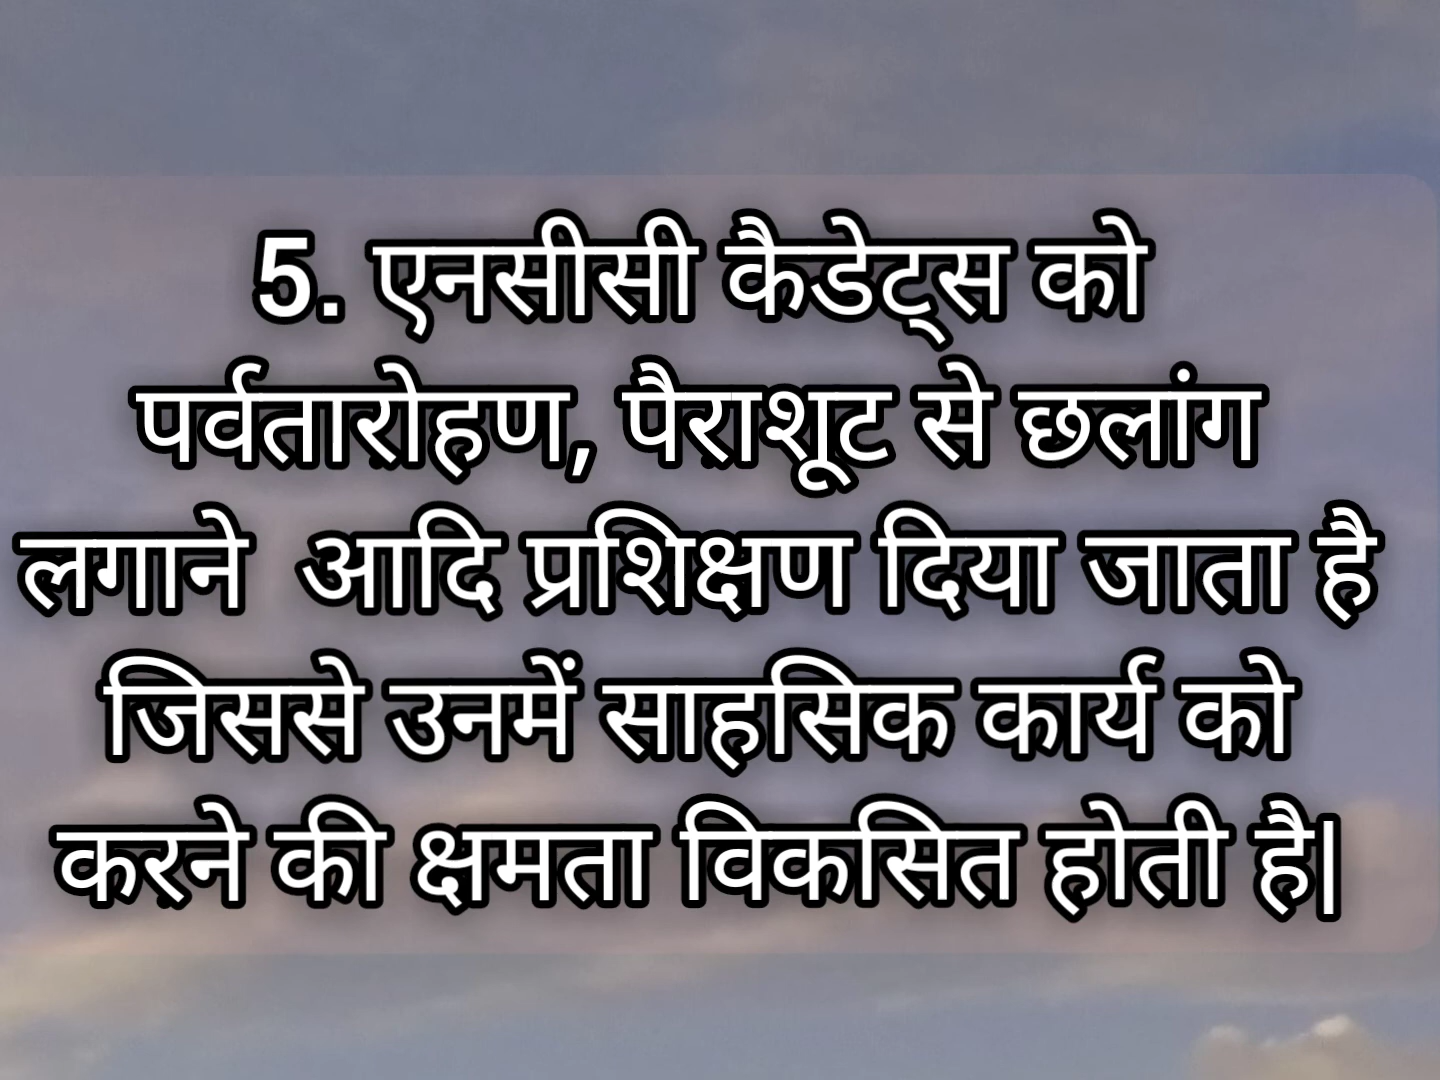 5. एनसीसी कैडेट्स को
पर्वतारोहण, पैराशूट से छलांग
लगाने  आदि प्रशिक्षण दिया जाता है
जिससे उनमें साहसिक कार्य को
करने की क्षमता विकसित होती है|